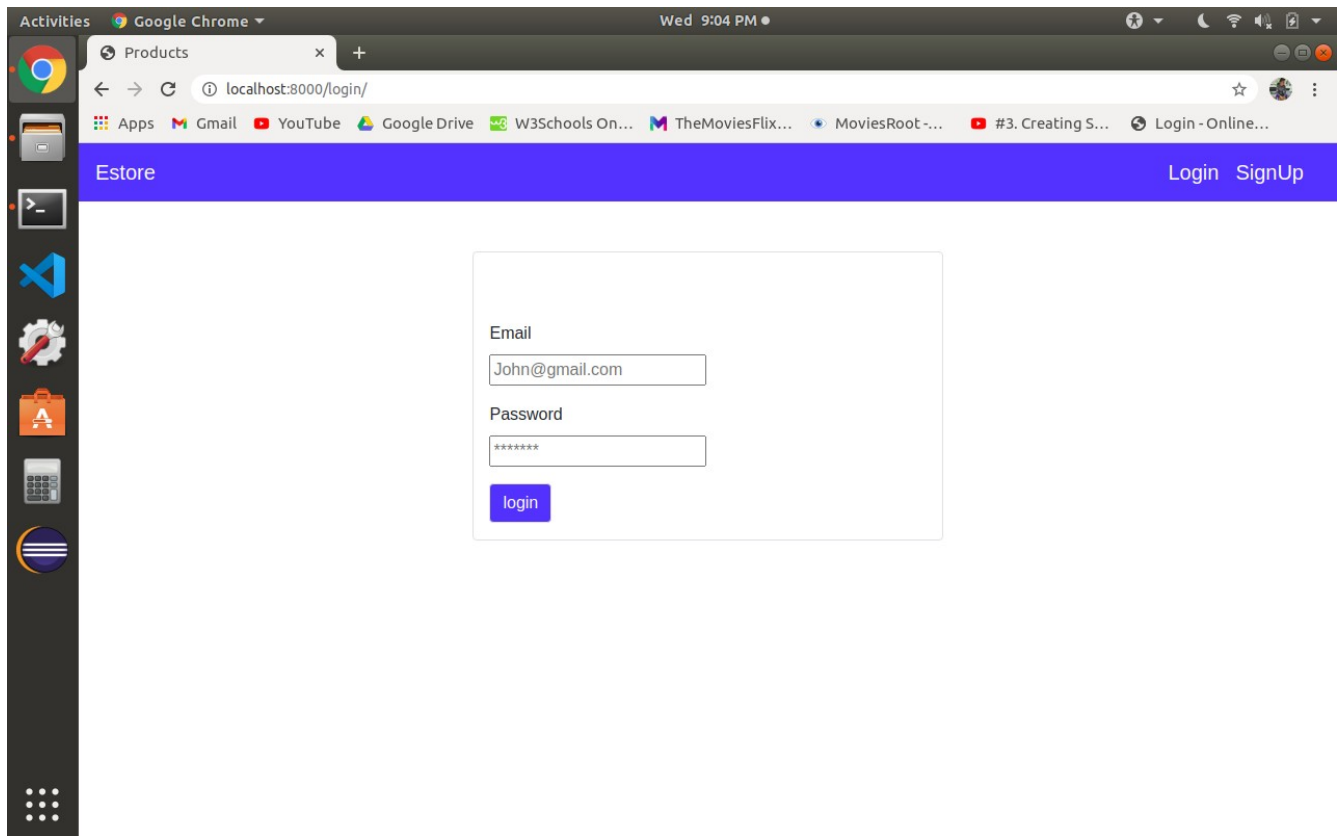 Activities Google Chrome Wed 9:04 PM
Products
localhost:8000/login/
Apps Gmail YouTube Google Drive W3Schools On... TheMoviesFlix... MoviesRoot -... #3. Creating S... Login - Online...
Estore Login SignUp
Email
John@gmail.com
Password
*******
login